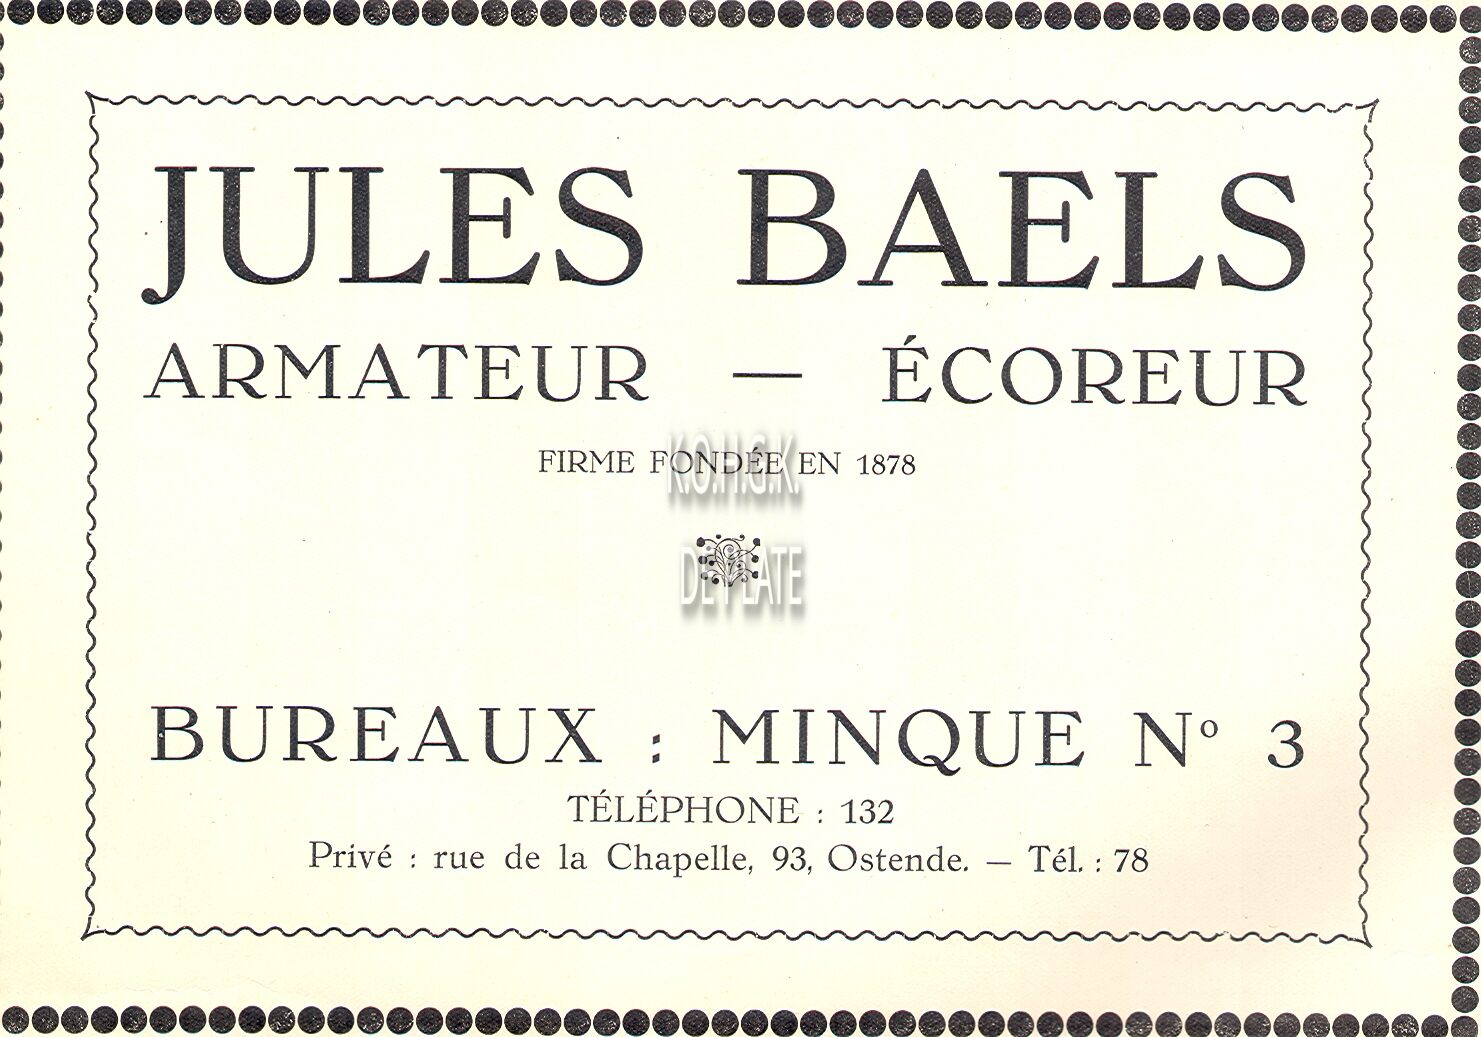 JULES BAELS
ARMATEUR — ÉCOREUR
FIRME FONDÉE EN 1878
K.O.H.G.K.
DE PLATE
BUREAUX : MINQUE Nº 3
TÉLÉPHONE : 132
Privé : rue de la Chapelle, 93, Ostende. — Tél. : 78